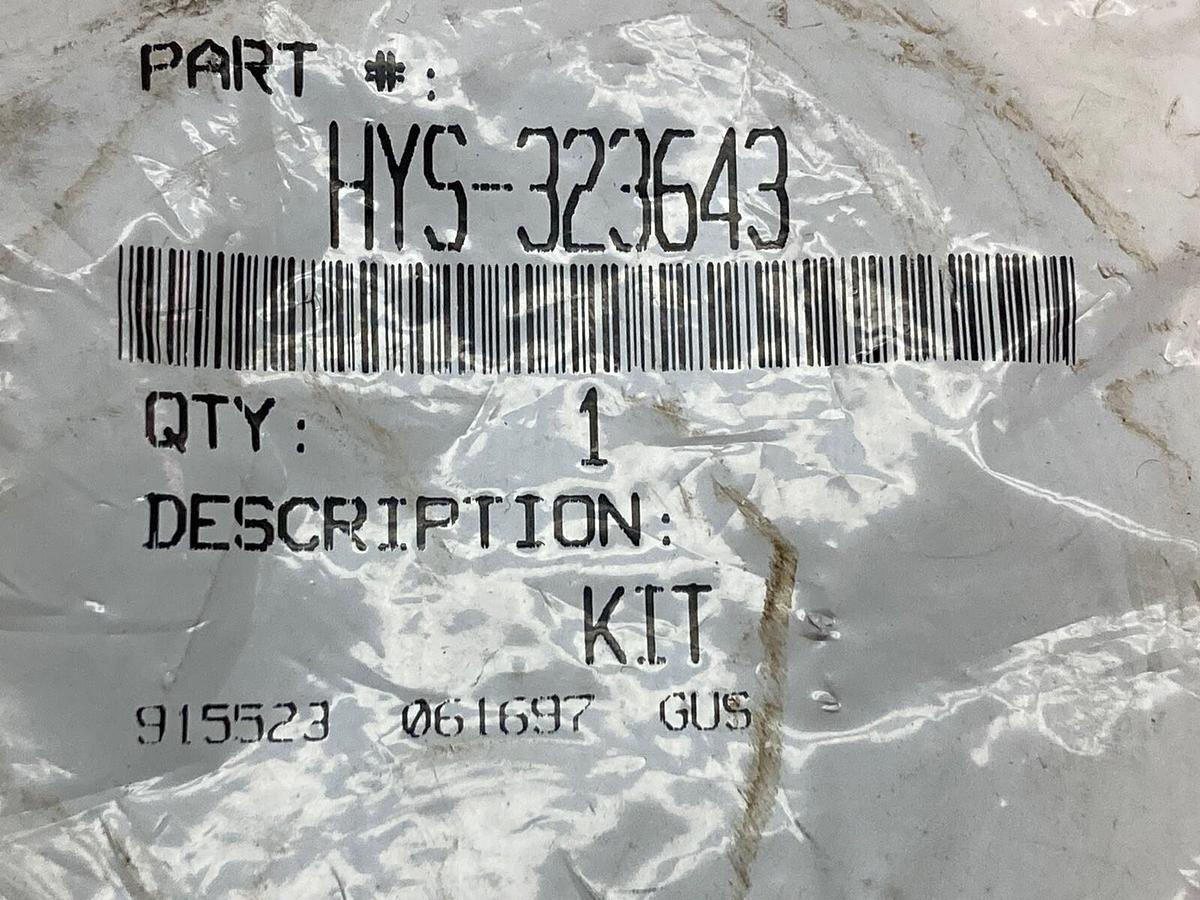 PART #:
HYS-323643
QTY: 1
DESCRIPTION:
KIT
915523 061697 GUS